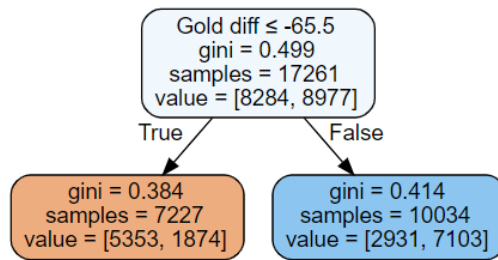 Gold diff ≤ -65.5
gini = 0.499
samples = 17261
value = [8284, 8977]
True
False
gini = 0.384
samples = 7227
value = [5353, 1874]
gini = 0.414
samples = 10034
value = [2931, 7103]